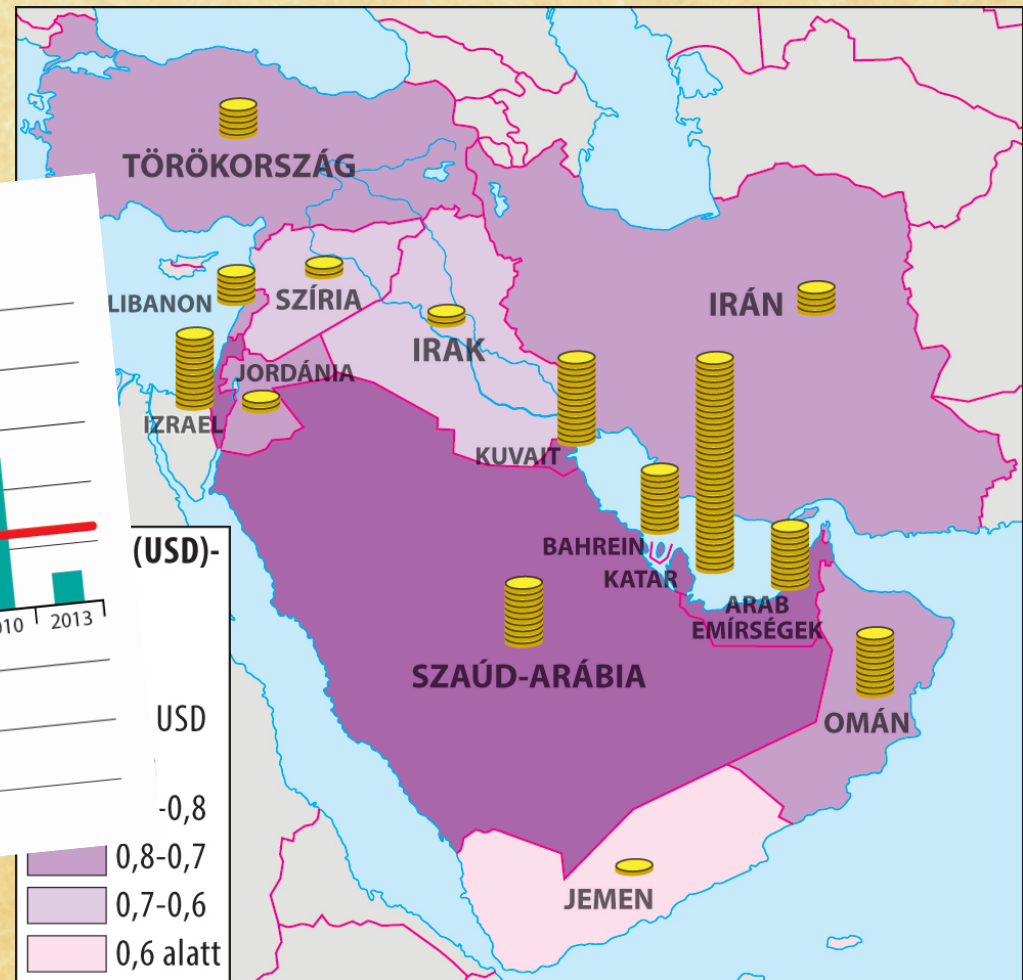 TÖRÖKORSZÁG
LIBANON
SZÍRIA
IRÁN
IRAK
JORDÁNIA
IZRAEL
KUVAIT
BAHREIN
KATAR
ARAB
EMÍRSÉGEK
SZAÚD-ARÁBIA
OMÁN
JEMEN
2013
(USD)-
USD
-0,8
0,8-0,7
0,7-0,6
0,6 alatt